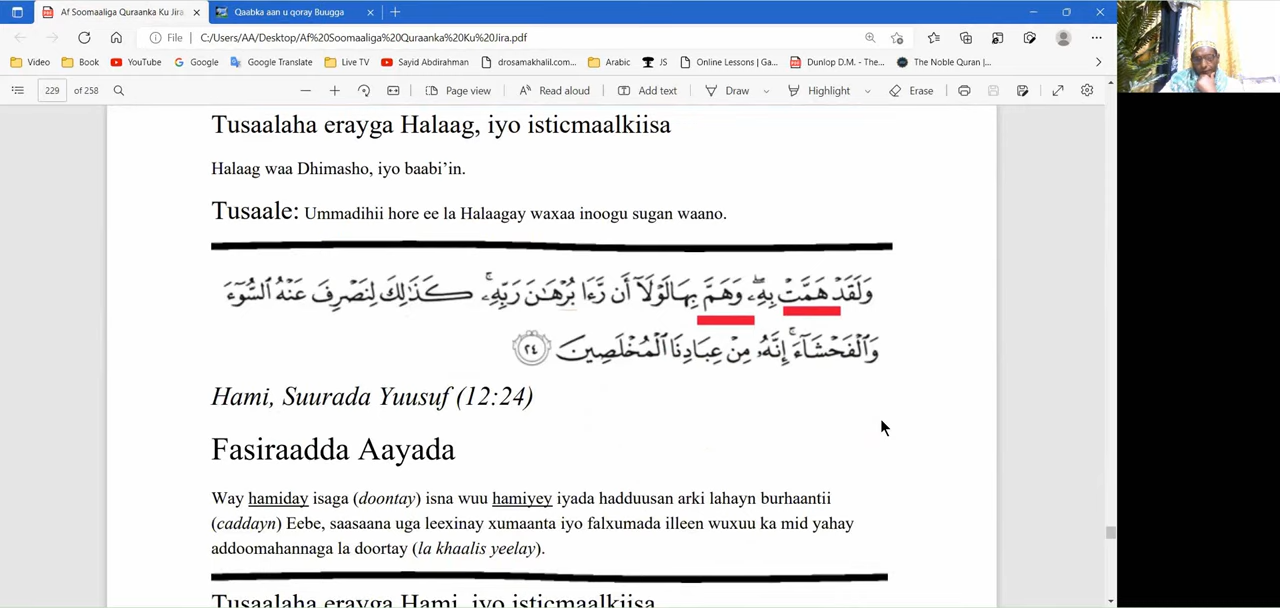 Af Soomaaliga Quraanka Ku Jira.
Qaabka aan u qoray Buugga
File
C:/Users/AA/Desktop/Af%20Soomaaliga%20Quraanka%20Ku%20Jira.pdf
Video Book YouTube Google Google Translate Live TV Sayid Abdirahman drosamakhalil.com... Arabic JS Online Lessons | Ga... Dunlop D.M. - The... The Noble Quran |...
229 of 258 Page view Read aloud Add text Draw Highlight Erase
Tusaalaha erayga Halaag, iyo isticmaalkiisa
Halaag waa Dhimasho, iyo baabi’in.
Tusaale: Ummadihii hore ee la Halaagay waxaa inoogu sugan waano.
وَلَقَدْ هَمَّتْ بِهِۦ ۖ وَهَمَّ بِهَا لَوْلَآ أَن رَّءَا بُرْهَـٰنَ رَبِّهِۦ ۚ كَذَٰلِكَ لِنَصْرِفَ عَنْهُ ٱلسُّوٓءَ
وَٱلْفَحْشَآءَ ۚ إِنَّهُۥ مِنْ عِبَادِنَا ٱلْمُخْلَصِينَ ٢٤
Hami, Suurada Yuusuf (12:24)
Fasiraadda Aayada
Way hamiday isaga (doontay) isna wuu hamiyey iyada hadduusan arki lahayn burhaantii
(caddayn) Eebe, saasaana uga leexinay xumaanta iyo falxumada illeen wuxuu ka mid yahay
addoomahannaga la doortay (la khaalis yeelay).
Tusaalaha erayga Hami, iyo isticmaalkiisa